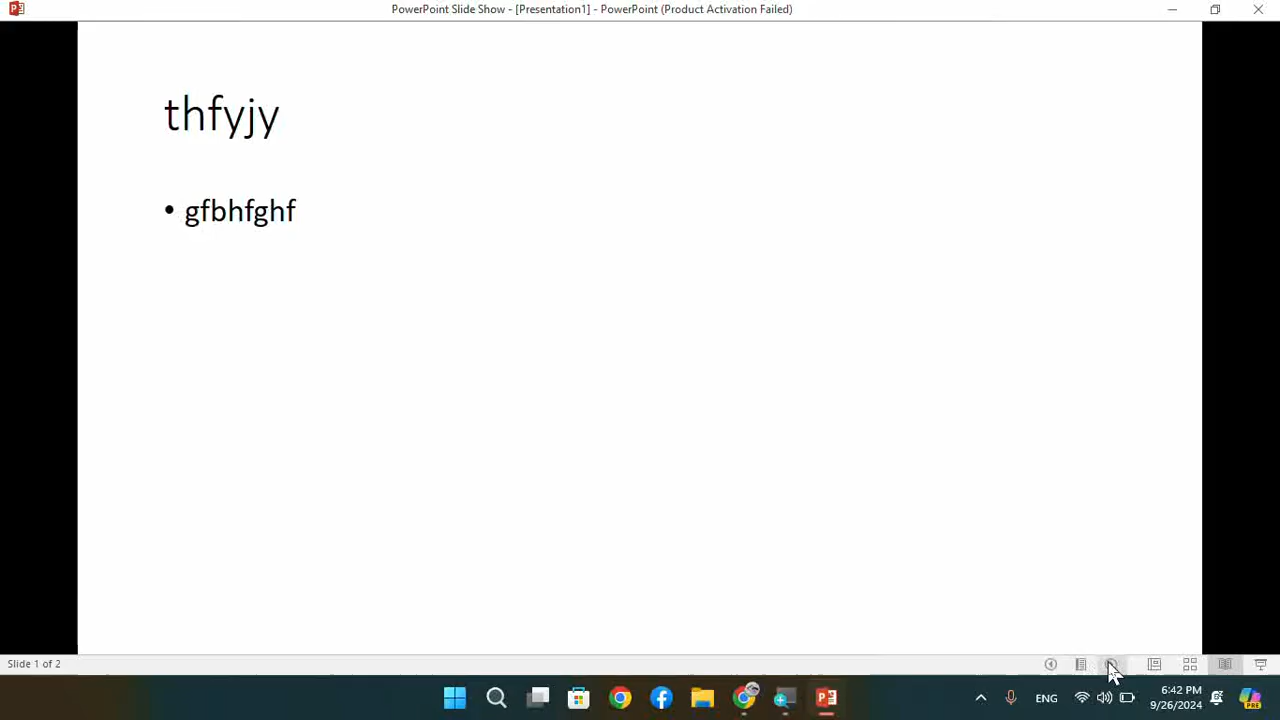 PowerPoint Slide Show - [Presentation1] - PowerPoint (Product Activation Failed)
thfyjy
• gfbhfghf
Slide 1 of 2
ENG
6:42 PM
9/26/2024
PRE